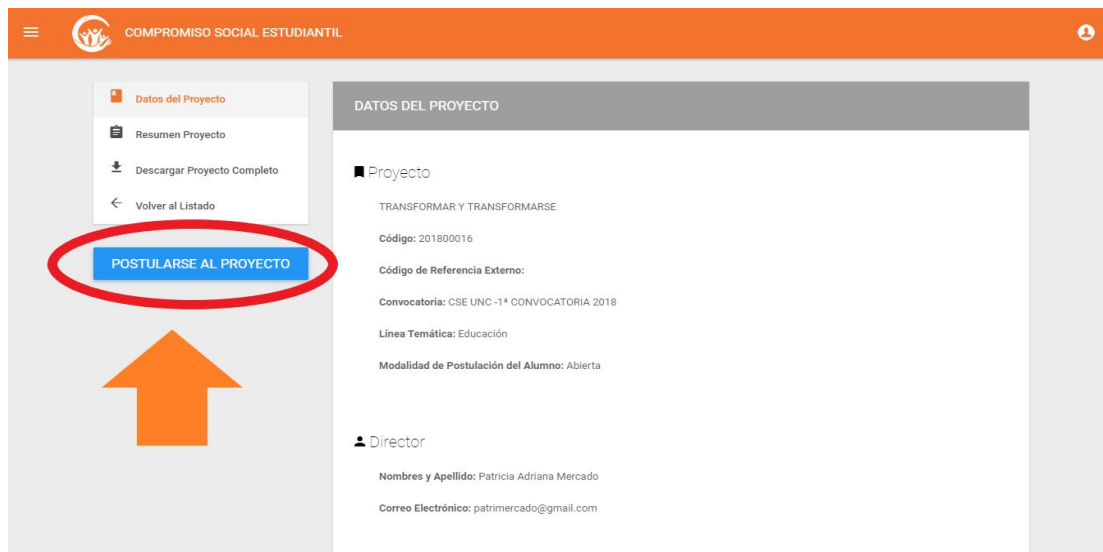 COMPROMISO SOCIAL ESTUDIANTIL
Datos del Proyecto
Resumen Proyecto
Descargar Proyecto Completo
Volver al Listado
POSTULARSE AL PROYECTO
DATOS DEL PROYECTO
Proyecto
TRANSFORMAR Y TRANSFORMARSE
Código: 201800016
Código de Referencia Externo:
Convocatoria: CSE UNC -1ª CONVOCATORIA 2018
Línea Temática: Educación
Modalidad de Postulación del Alumno: Abierta
Director
Nombres y Apellido: Patricia Adriana Mercado
Correo Electrónico: patrimercado@gmail.com